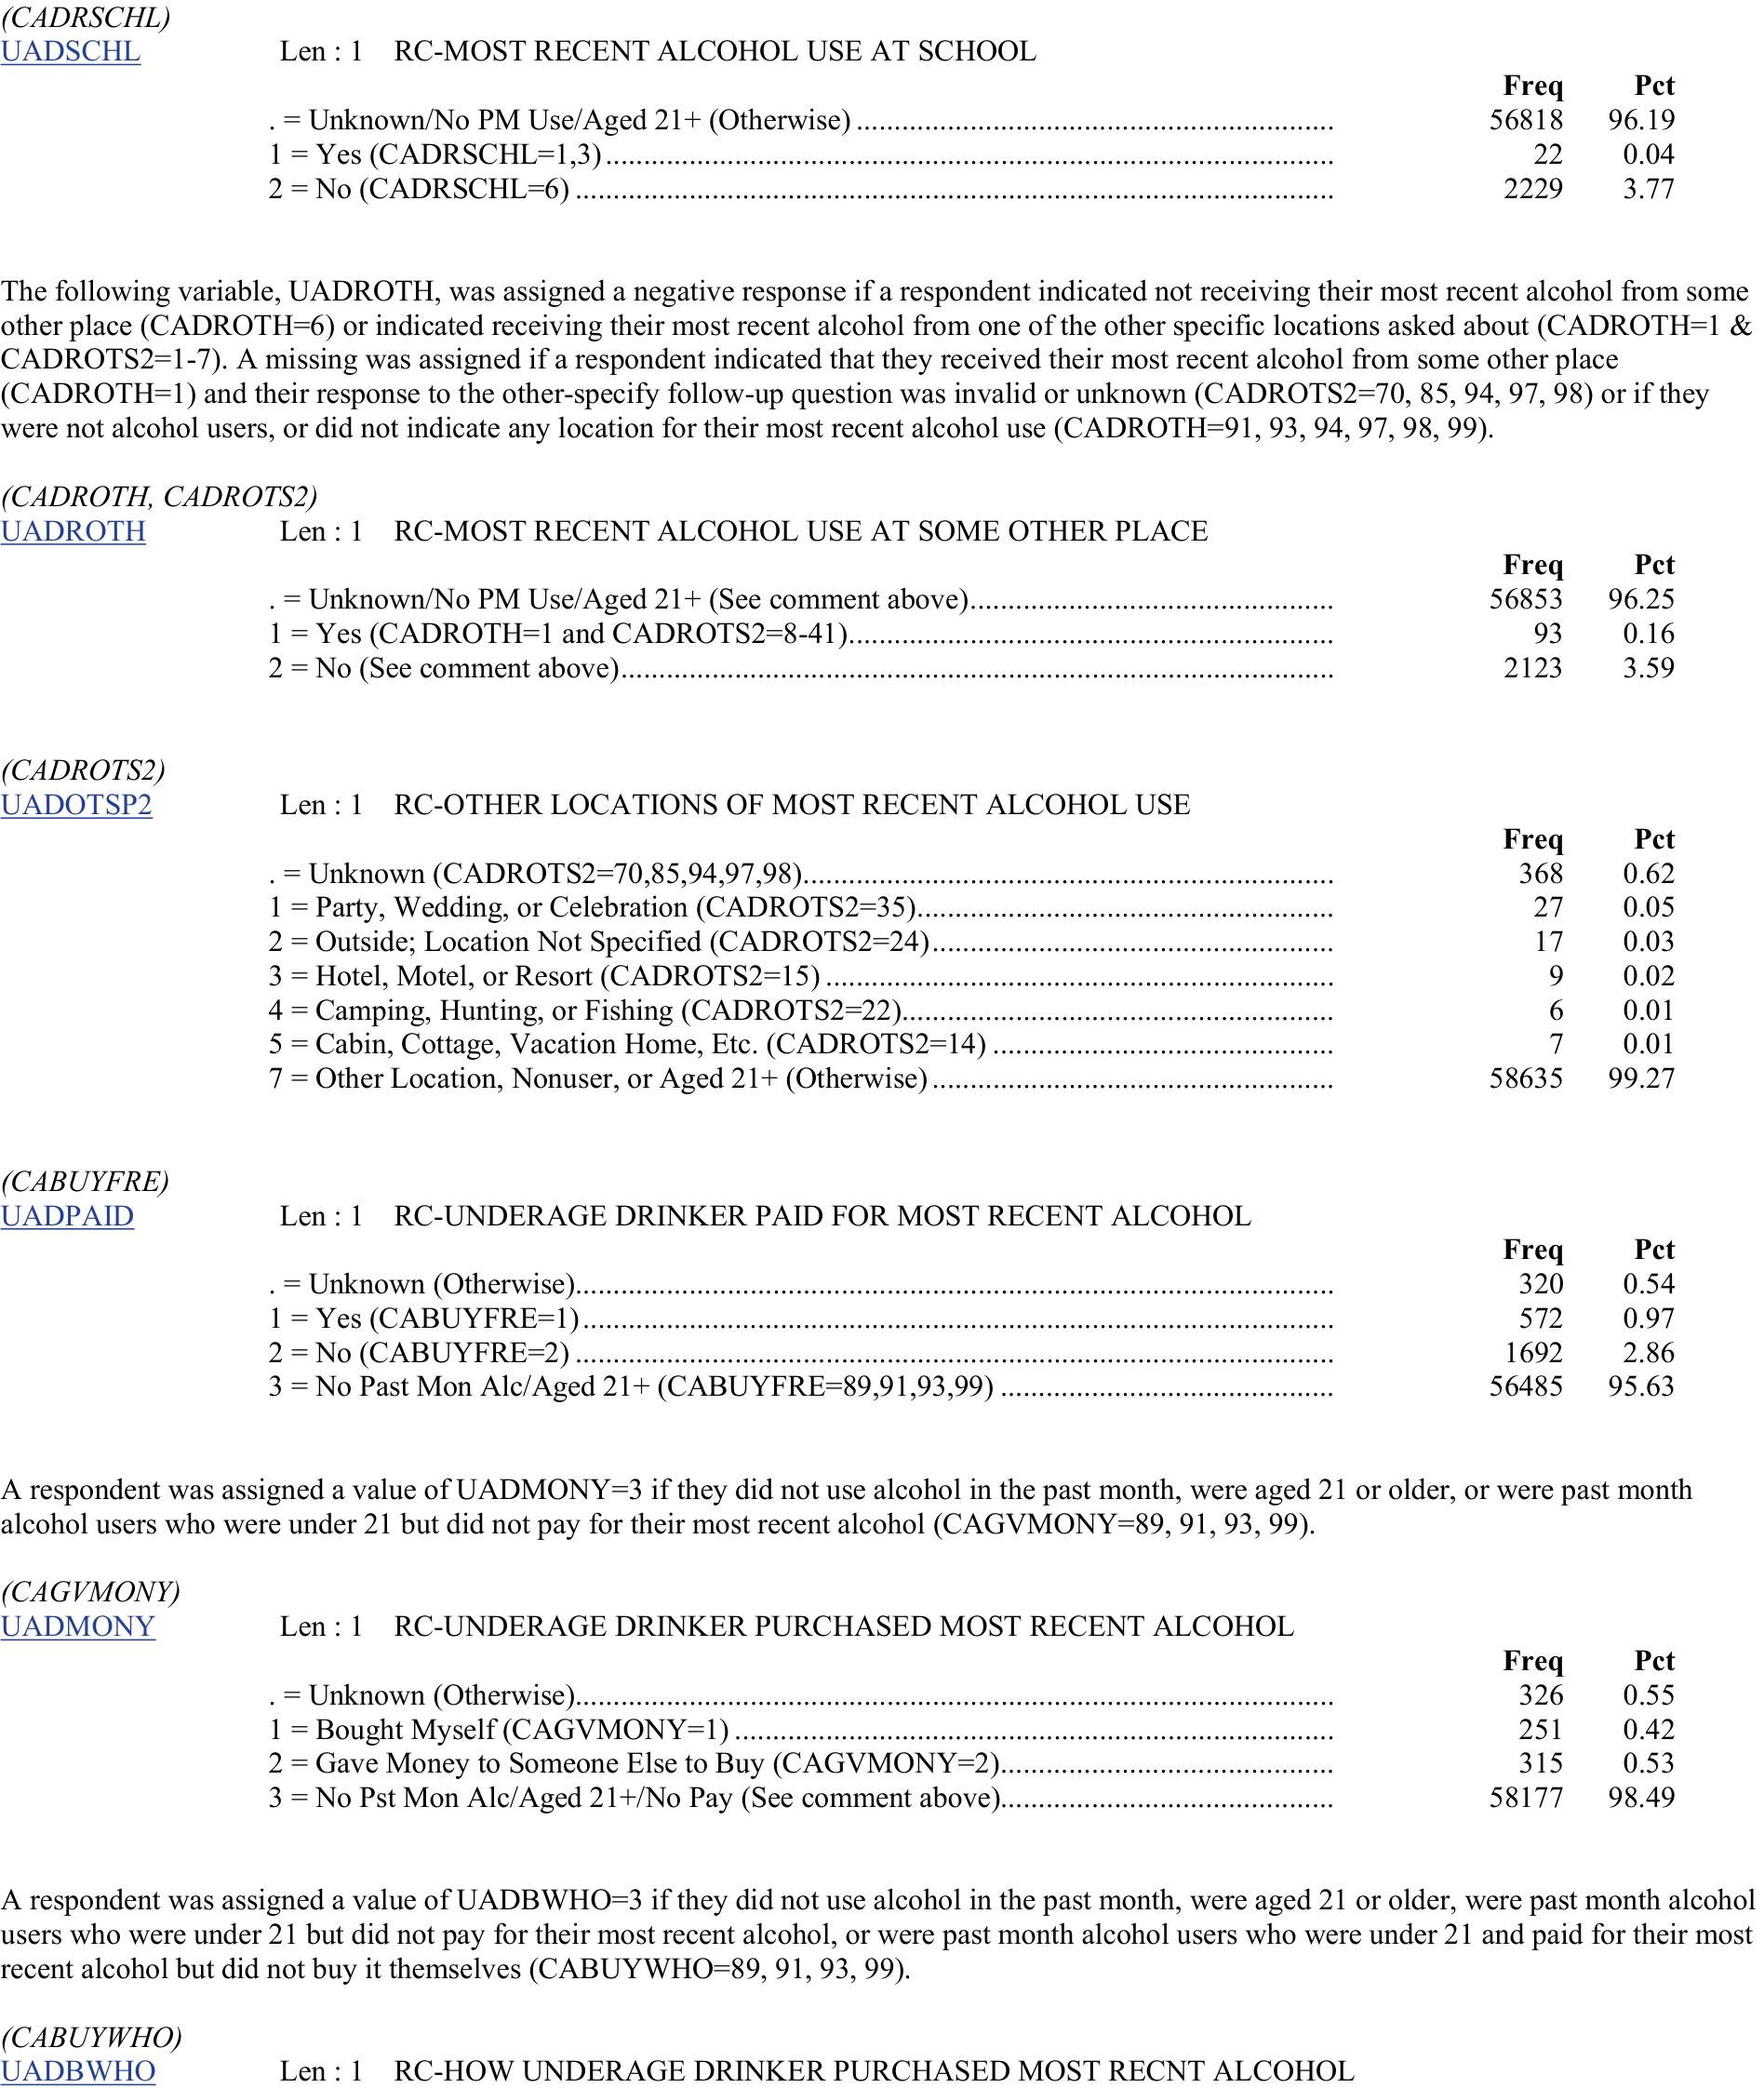 (CADRSCHL)
UADSCHL Len : 1 RC-MOST RECENT ALCOHOL USE AT SCHOOL
Freq Pct
. = Unknown/No PM Use/Aged 21+ (Otherwise) ............................................................... 56818 96.19
1 = Yes (CADRSCHL=1,3)................................................................................................ 22 0.04
2 = No (CADRSCHL=6) .................................................................................................... 2229 3.77
The following variable, UADROTH, was assigned a negative response if a respondent indicated not receiving their most recent alcohol from some
other place (CADROTH=6) or indicated receiving their most recent alcohol from one of the other specific locations asked about (CADROTH=1 &
CADROTS2=1-7). A missing was assigned if a respondent indicated that they received their most recent alcohol from some other place
(CADROTH=1) and their response to the other-specify follow-up question was invalid or unknown (CADROTS2=70, 85, 94, 97, 98) or if they
were not alcohol users, or did not indicate any location for their most recent alcohol use (CADROTH=91, 93, 94, 97, 98, 99).
(CADROTH, CADROTS2)
UADROTH Len : 1 RC-MOST RECENT ALCOHOL USE AT SOME OTHER PLACE
Freq Pct
. = Unknown/No PM Use/Aged 21+ (See comment above)................................................ 56853 96.25
1 = Yes (CADROTH=1 and CADROTS2=8-41)................................................................ 93 0.16
2 = No (See comment above).............................................................................................. 2123 3.59
(CADROTS2)
UADOTSP2 Len : 1 RC-OTHER LOCATIONS OF MOST RECENT ALCOHOL USE
Freq Pct
. = Unknown (CADROTS2=70,85,94,97,98)...................................................................... 368 0.62
1 = Party, Wedding, or Celebration (CADROTS2=35)....................................................... 27 0.05
2 = Outside; Location Not Specified (CADROTS2=24)..................................................... 17 0.03
3 = Hotel, Motel, or Resort (CADROTS2=15) ................................................................... 9 0.02
4 = Camping, Hunting, or Fishing (CADROTS2=22)......................................................... 6 0.01
5 = Cabin, Cottage, Vacation Home, Etc. (CADROTS2=14) ............................................. 7 0.01
7 = Other Location, Nonuser, or Aged 21+ (Otherwise) ..................................................... 58635 99.27
(CABUYFRE)
UADPAID Len : 1 RC-UNDERAGE DRINKER PAID FOR MOST RECENT ALCOHOL
Freq Pct
. = Unknown (Otherwise).................................................................................................... 320 0.54
1 = Yes (CABUYFRE=1)................................................................................................... 572 0.97
2 = No (CABUYFRE=2) .................................................................................................... 1692 2.86
3 = No Past Mon Alc/Aged 21+ (CABUYFRE=89,91,93,99) ............................................ 56485 95.63
A respondent was assigned a value of UADMONY=3 if they did not use alcohol in the past month, were aged 21 or older, or were past month
alcohol users who were under 21 but did not pay for their most recent alcohol (CAGVMONY=89, 91, 93, 99).
(CAGVMONY)
UADMONY Len : 1 RC-UNDERAGE DRINKER PURCHASED MOST RECENT ALCOHOL
Freq Pct
. = Unknown (Otherwise).................................................................................................... 326 0.55
1 = Bought Myself (CAGVMONY=1) ............................................................................... 251 0.42
2 = Gave Money to Someone Else to Buy (CAGVMONY=2)............................................ 315 0.53
3 = No Pst Mon Alc/Aged 21+/No Pay (See comment above)............................................ 58177 98.49
A respondent was assigned a value of UADBWHO=3 if they did not use alcohol in the past month, were aged 21 or older, were past month alcohol
users who were under 21 but did not pay for their most recent alcohol, or were past month alcohol users who were under 21 and paid for their most
recent alcohol but did not buy it themselves (CABUYWHO=89, 91, 93, 99).
(CABUYWHO)
UADBWHO Len : 1 RC-HOW UNDERAGE DRINKER PURCHASED MOST RECNT ALCOHOL